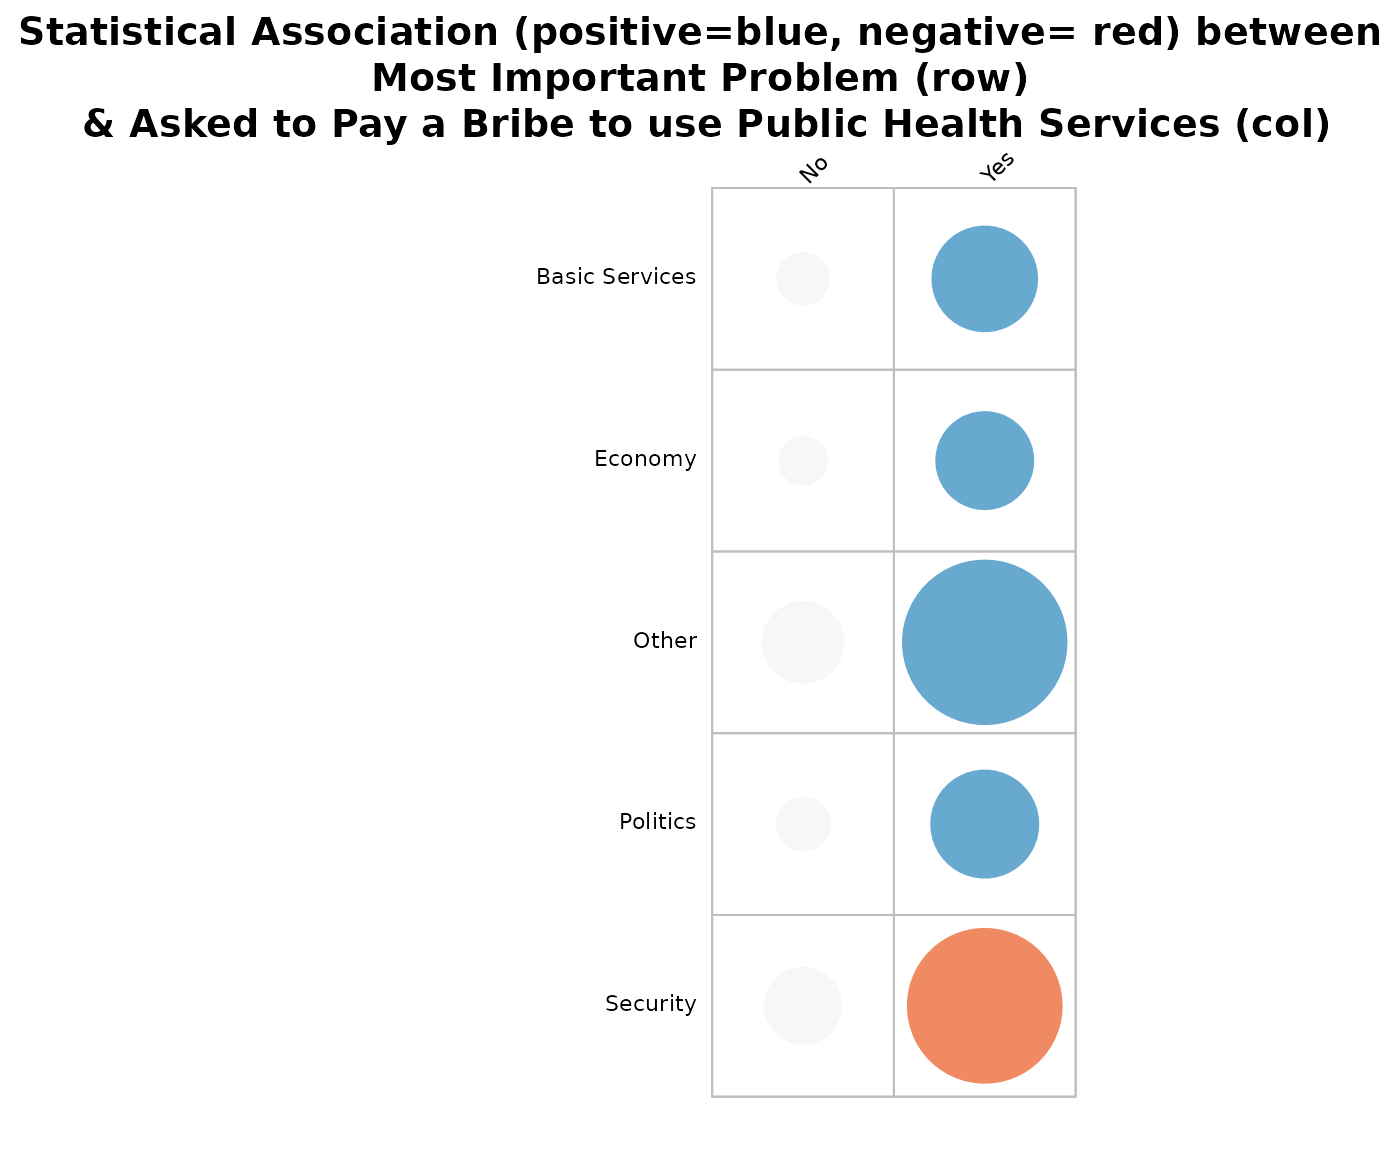 Statistical Association (positive=blue, negative= red) between
Most Important Problem (row)
& Asked to Pay a Bribe to use Public Health Services (col)
No
Yes
Basic Services
Economy
Other
Politics
Security